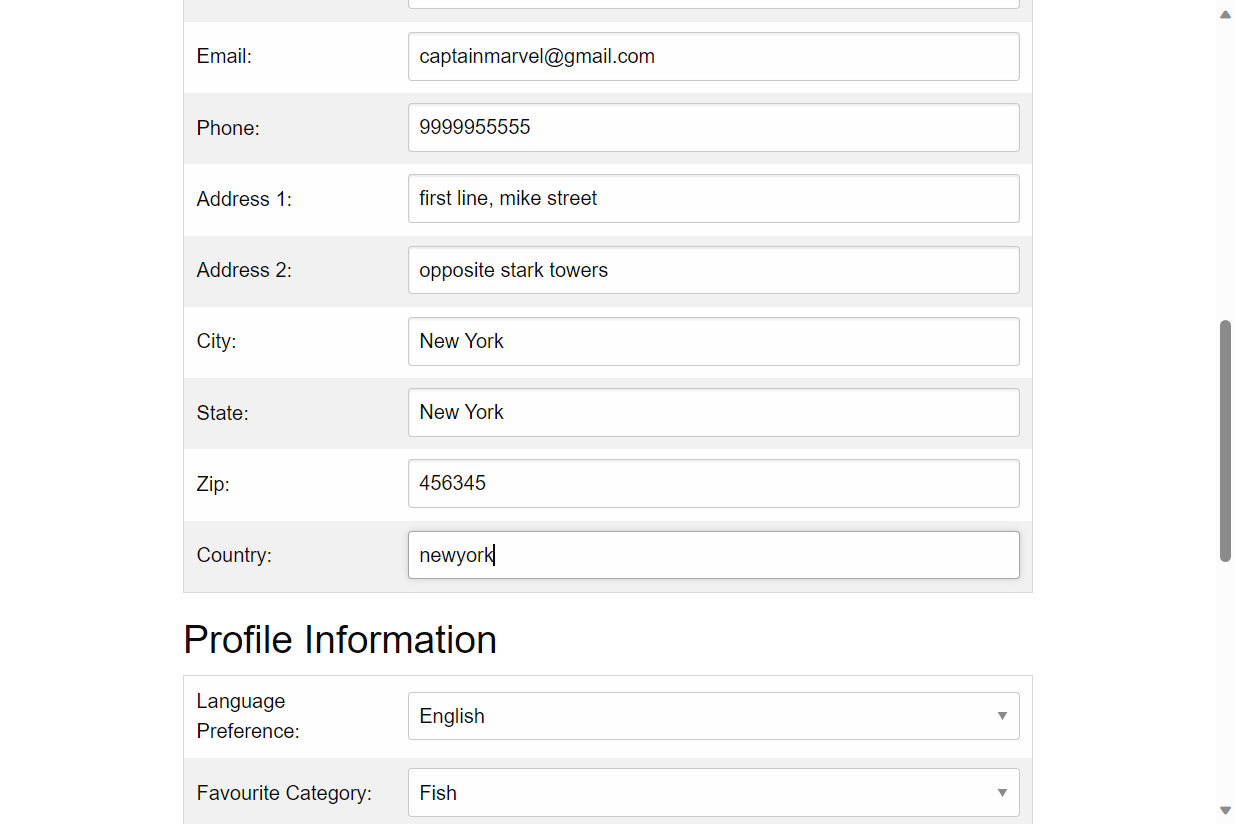 Email: captainmarvel@gmail.com
Phone: 9999955555
Address 1: first line, mike street
Address 2: opposite stark towers
City: New York
State: New York
Zip: 456345
Country: newyork
Profile Information
Language
Preference: English
Favourite Category: Fish